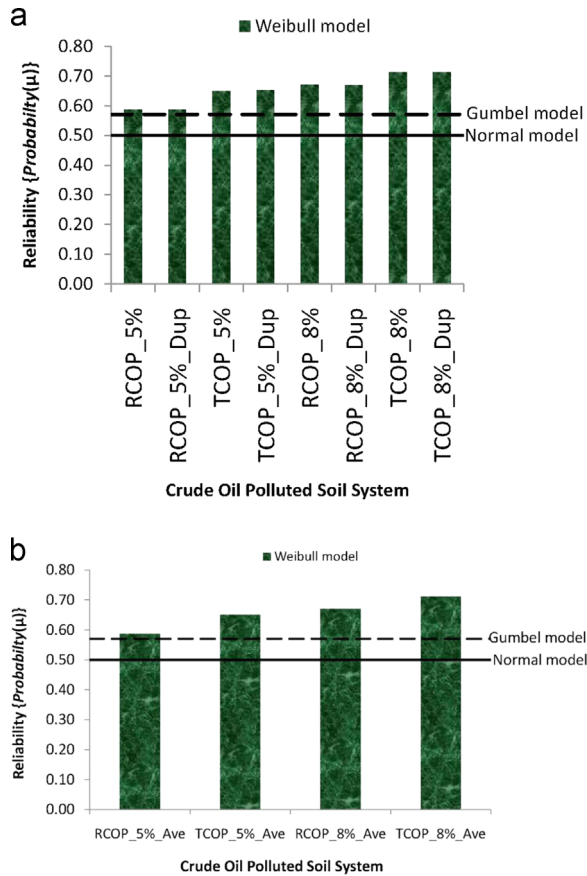 a
Weibull model
Reliability {Probabilty(μ)}
0.80
0.70
0.60
0.50
0.40
0.30
0.20
0.10
0.00
Gumbel model
Normal model
RCOP_5%
RCOP_5%_Dup
TCOP_5%
TCOP_5%_Dup
RCOP_8%
RCOP_8%_Dup
TCOP_8%
TCOP_8%_Dup
Crude Oil Polluted Soil System
b
Weibull model
Reliability {Probabilty(μ)}
0.80
0.70
0.60
0.50
0.40
0.30
0.20
0.10
0.00
Gumbel model
Normal model
RCOP_5%_Ave TCOP_5%_Ave RCOP_8%_Ave TCOP_8%_Ave
Crude Oil Polluted Soil System